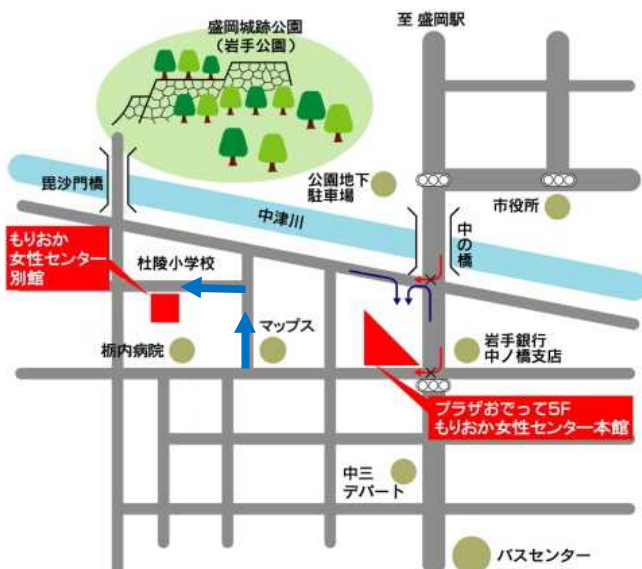 盛岡城跡公園
（岩手公園）
至 盛岡駅
毘沙門橋
公園地下
駐車場
市役所
中津川
中の橋
もりおか
女性センター
別館
杜陵小学校
マップス
栃内病院
岩手銀行
中ノ橋支店
プラザおでって5F
もりおか女性センター本館
中三
デパート
バスセンター